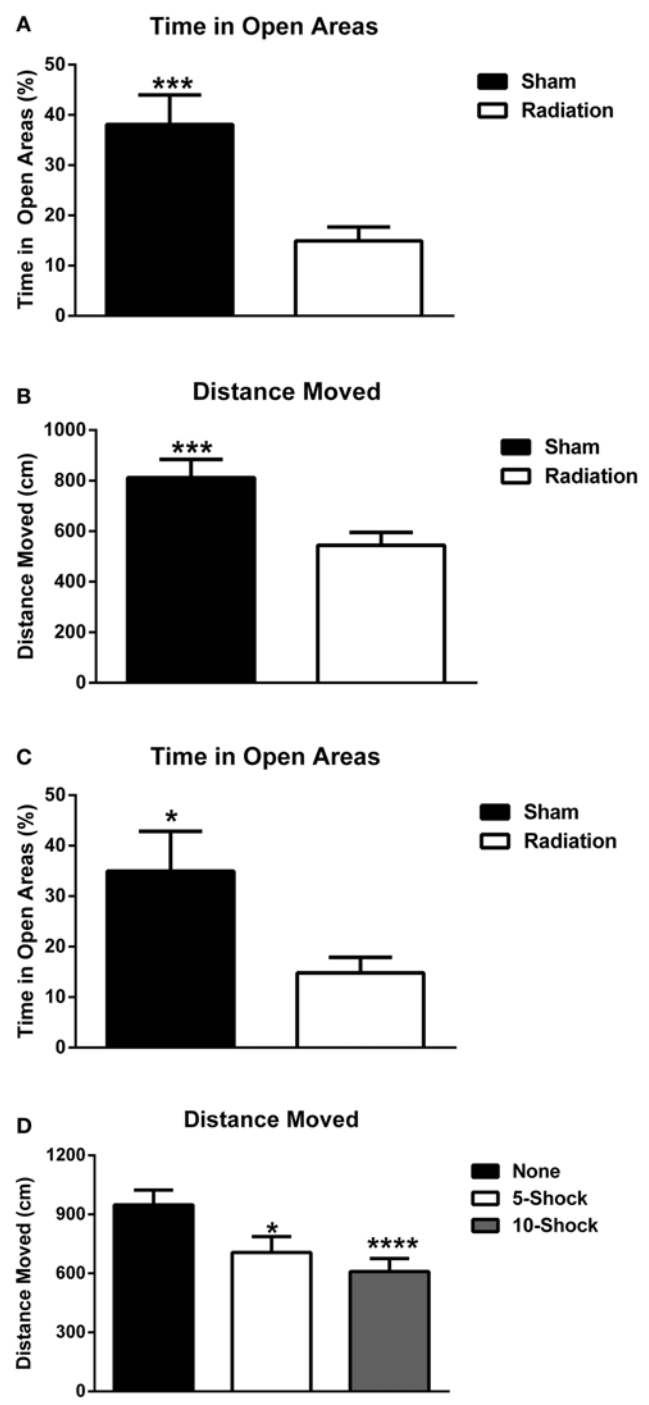 A
Time in Open Areas
Time in Open Areas (%)
50
40
30
20
10
0
***
Sham
Radiation
B
Distance Moved
Distance Moved (cm)
1000
800
600
400
200
0
***
Sham
Radiation
C
Time in Open Areas
Time in Open Areas (%)
50
40
30
20
10
0
*
Sham
Radiation
D
Distance Moved
Distance Moved (cm)
1200
900
600
300
0
*
****
None
5-Shock
10-Shock